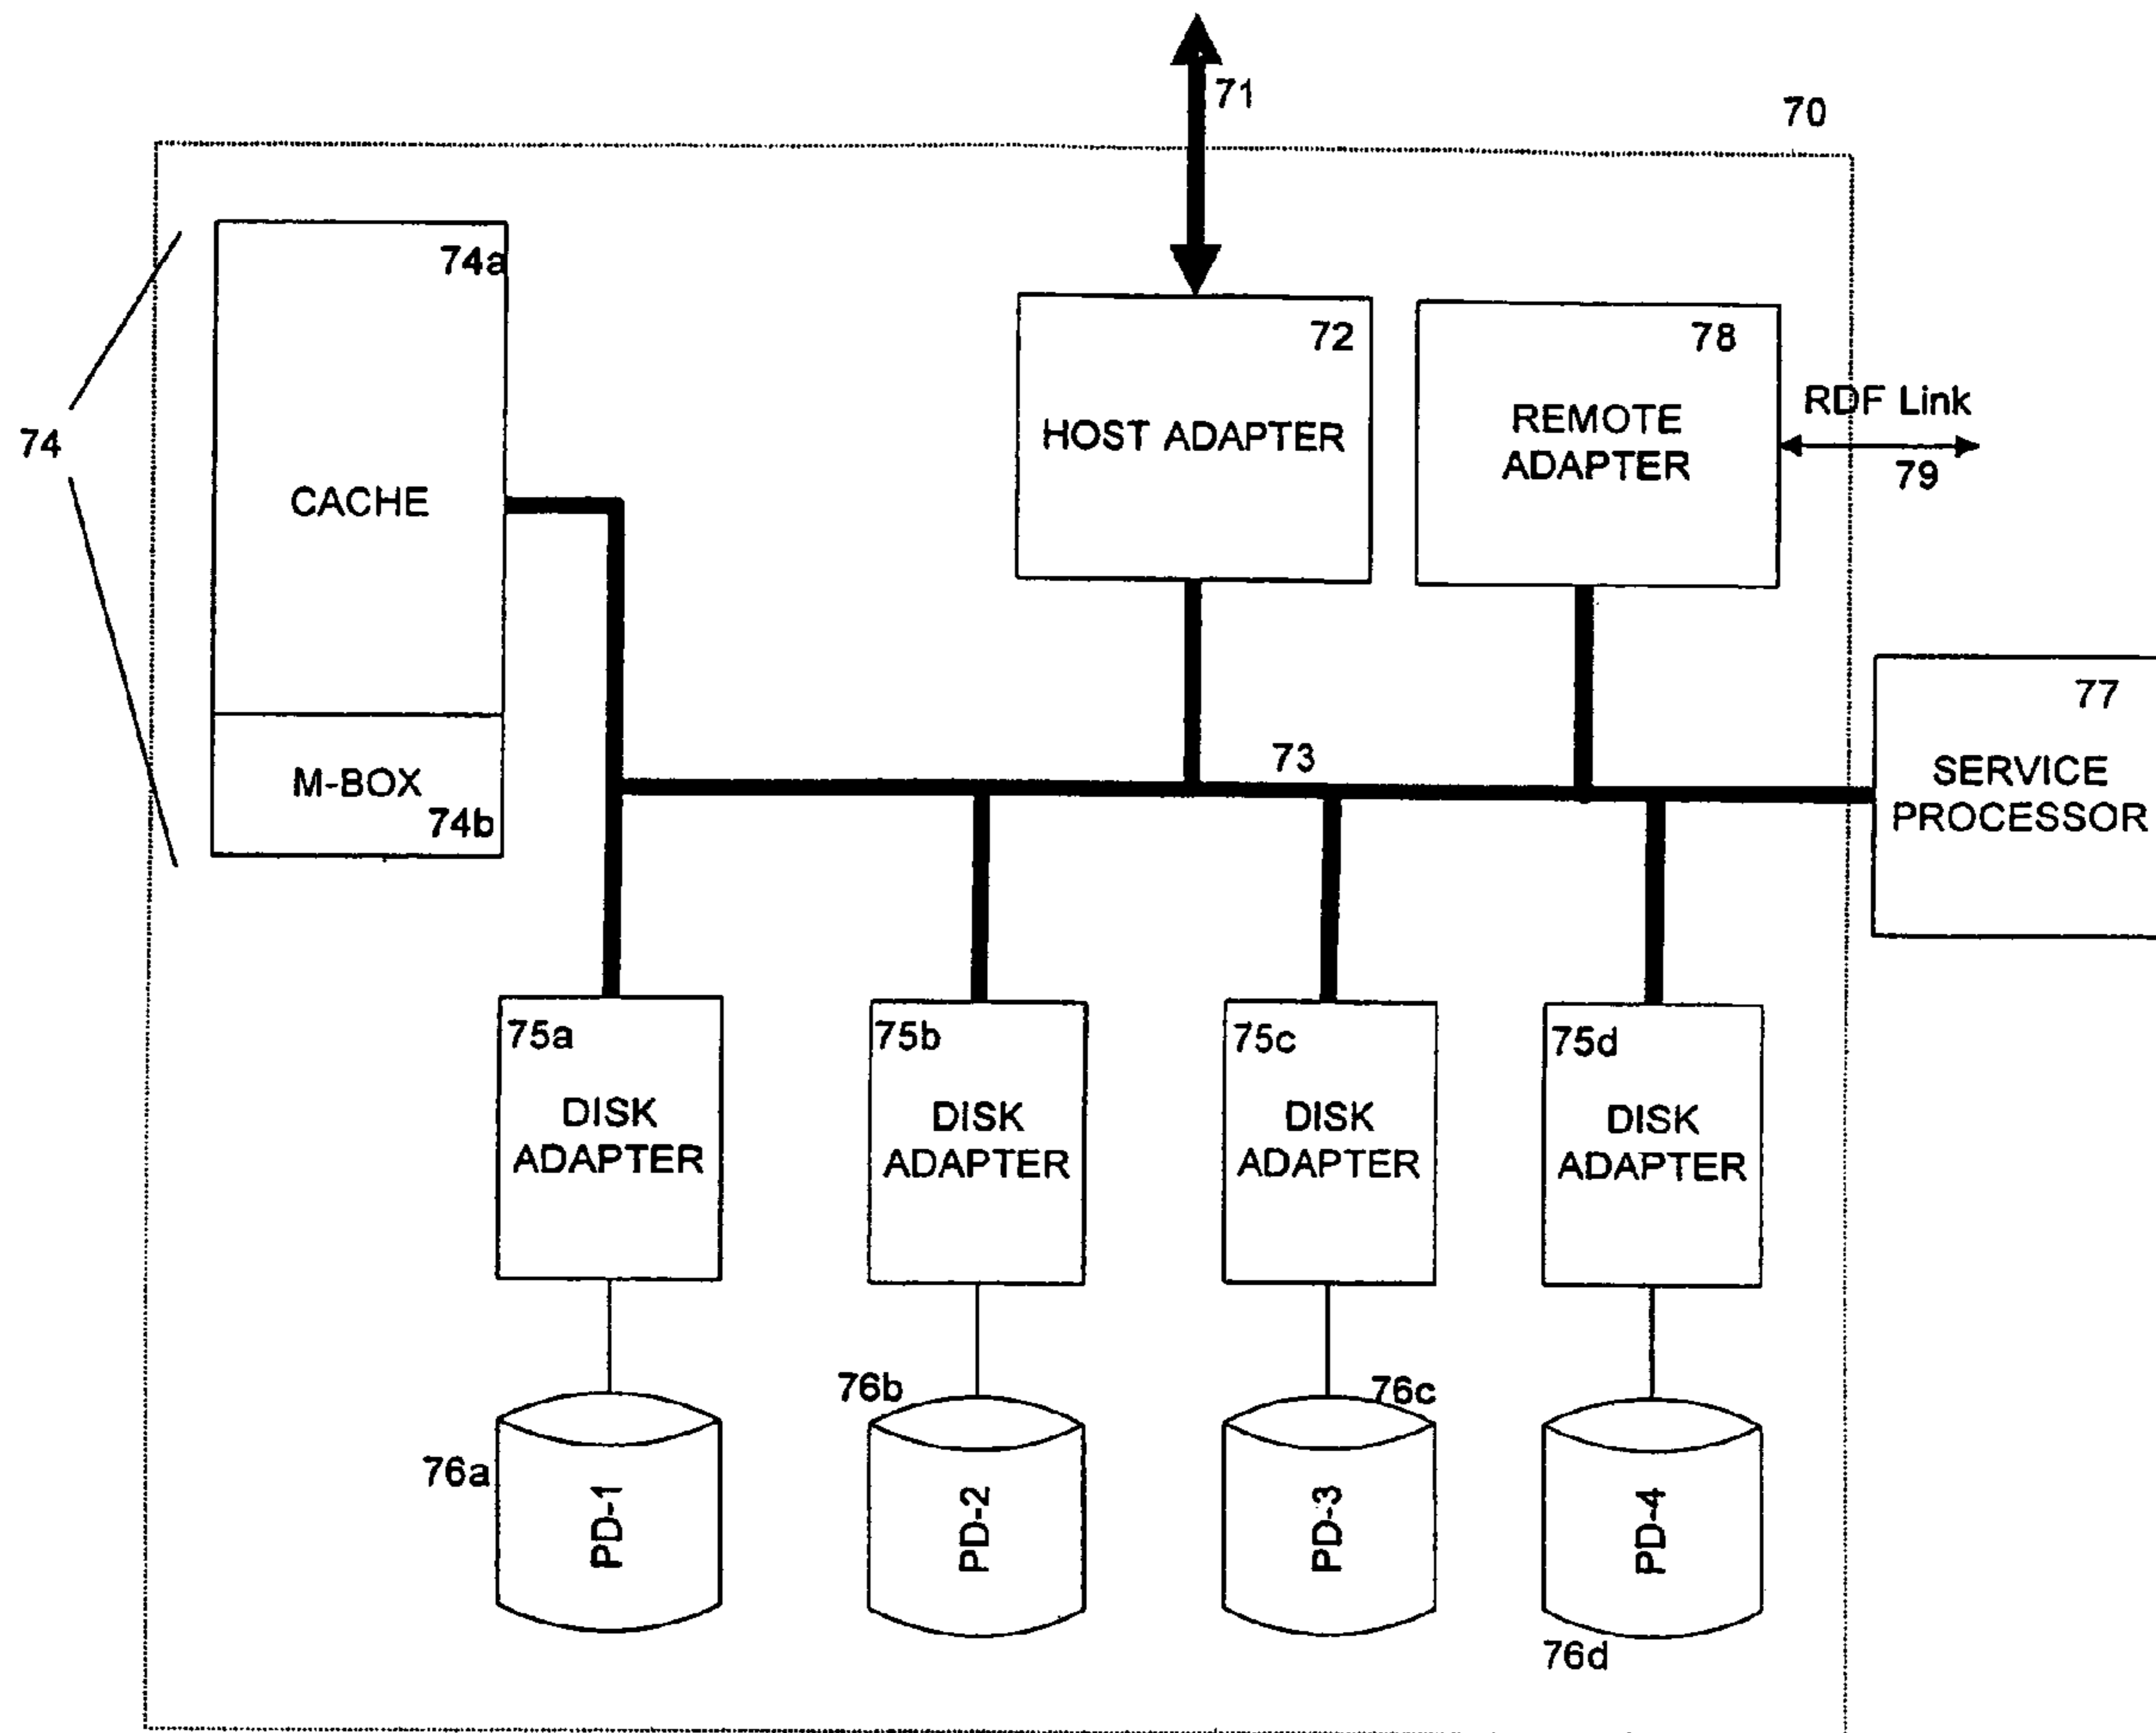 71
70
74a
72
78
RDF Link
HOST ADAPTER
REMOTE
ADAPTER
79
74
CACHE
77
73
M-BOX
74b
SERVICE
PROCESSOR
75a
75b
75c
75d
DISK
ADAPTER
DISK
ADAPTER
DISK
ADAPTER
DISK
ADAPTER
76b
76c
76a
PD-1
PD-2
PD-3
PD-4
76d